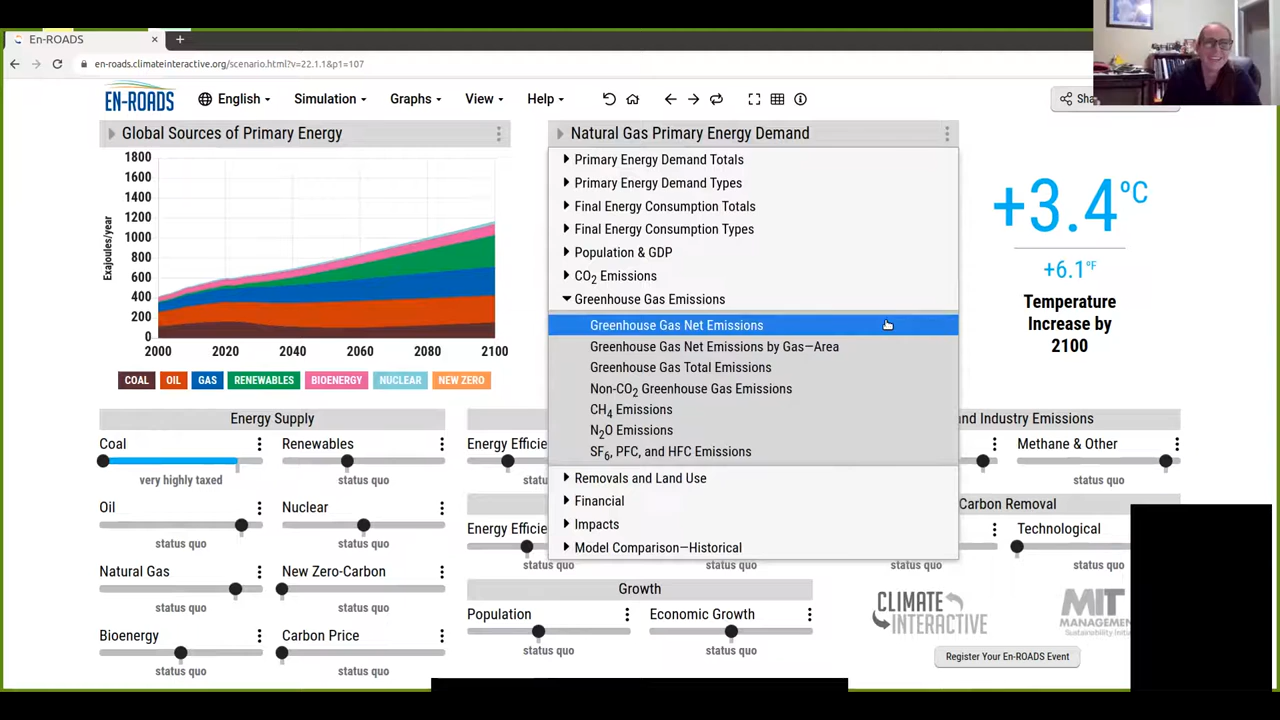 En-ROADS
en-roads.climateinteractive.org/scenario.html?v=22.1.1&p1=107
EN-ROADS
English
Simulation
Graphs
View
Help
Global Sources of Primary Energy
Natural Gas Primary Energy Demand
1800
1600
1400
1200
1000
800
600
400
200
0
Exajoules/year
2000
2020
2040
2060
2080
2100
COAL
OIL
GAS
RENEWABLES
BIOENERGY
NUCLEAR
NEW ZERO
Primary Energy Demand Totals
Primary Energy Demand Types
Final Energy Consumption Totals
Final Energy Consumption Types
Population & GDP
CO₂ Emissions
Greenhouse Gas Emissions
Greenhouse Gas Net Emissions
Greenhouse Gas Net Emissions by Gas—Area
Greenhouse Gas Total Emissions
Non-CO₂ Greenhouse Gas Emissions
CH₄ Emissions
N₂O Emissions
SF₆, PFC, and HFC Emissions
Removals and Land Use
Financial
Impacts
Model Comparison—Historical
+3.4 °C
+6.1 °F
Temperature
Increase by
2100
Energy Supply
Coal
very highly taxed
Renewables
status quo
Oil
status quo
Nuclear
status quo
Natural Gas
status quo
New Zero-Carbon
status quo
Bioenergy
status quo
Carbon Price
status quo
Energy
status quo
Energy
status quo
status quo
status quo
Growth
Population
status quo
Economic Growth
status quo
and Industry Emissions
Methane & Other
status quo
status quo
Carbon Removal
Technological
status quo
status quo
CLIMATE
INTERACTIVE
MIT
MANAGEMEN
Register Your En-ROADS Event